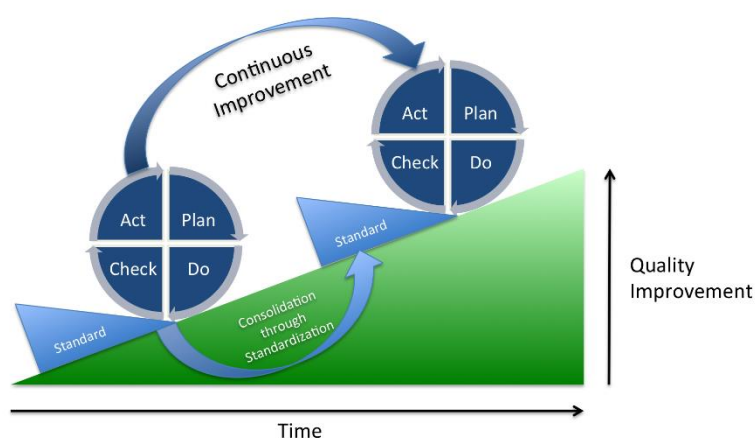 Continuous
Improvement
Act
Plan
Check
Do
Act
Plan
Check
Do
Standard
Standard
Consolidation
through
Standardization
Quality
Improvement
Time